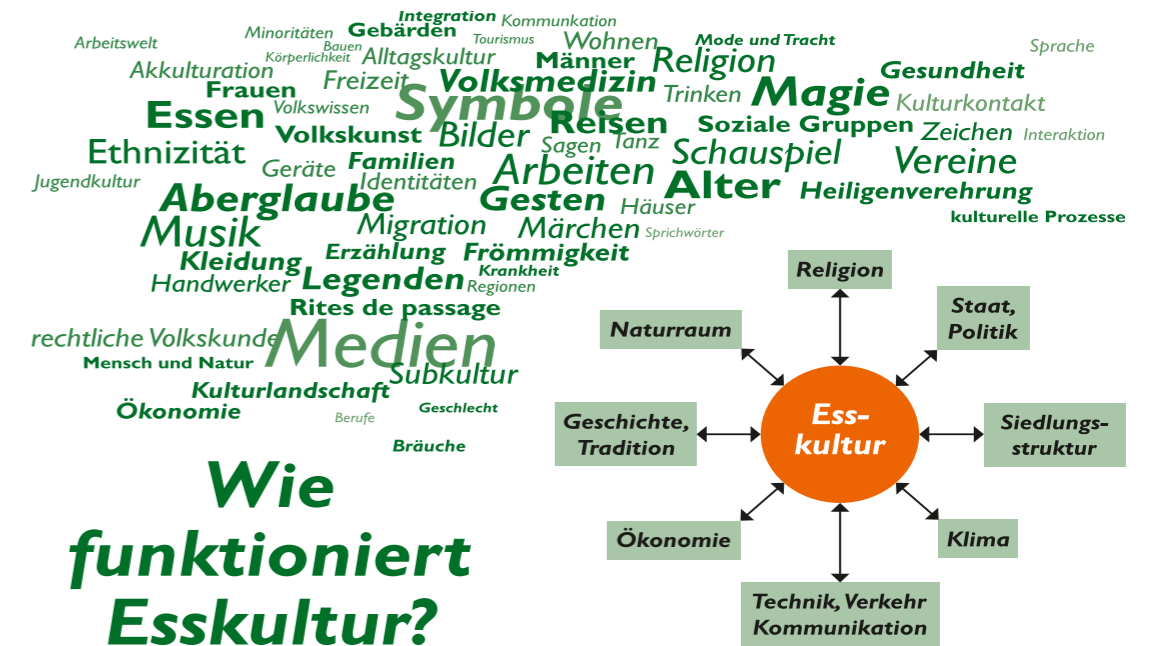 Integration
Kommunkation
Minoritäten
Gebärden
Tourismus
Arbeitswelt
Bauen
Wohnen
Mode und Tracht
Sprache
Körperlichkeit
Alltagskultur
Männer
Religion
Akkulturation
Freizeit
Volksmedizin
Gesundheit
Frauen
Symbole
Trinken
Magie
Kulturkontakt
Essen
Volkswissen
Reisen
Soziale Gruppen
Zeichen
Interaktion
Volkskunst
Bilder
Sagen
Tanz
Ethnizität
Geräte
Familien
Arbeiten
Schauspiel
Vereine
Jugendkultur
Identitäten
Alter
Heiligenverehrung
Aberglaube
Gesten
Häuser
kulturelle Prozesse
Musik
Migration
Märchen
Sprichwörter
Kleidung
Erzählung
Frömmigkeit
Handwerker
Legenden
Krankheit
Regionen
Rites de passage
rechtliche Volkskunde
Medien
Mensch und Natur
Subkultur
Kulturlandschaft
Ökonomie
Berufe
Geschlecht
Bräuche
Wie
funktioniert
Esskultur?
Religion
Naturraum
Staat,
Politik
Geschichte,
Tradition
Ess-
kultur
Siedlungs-
struktur
Ökonomie
Klima
Technik, Verkehr
Kommunikation